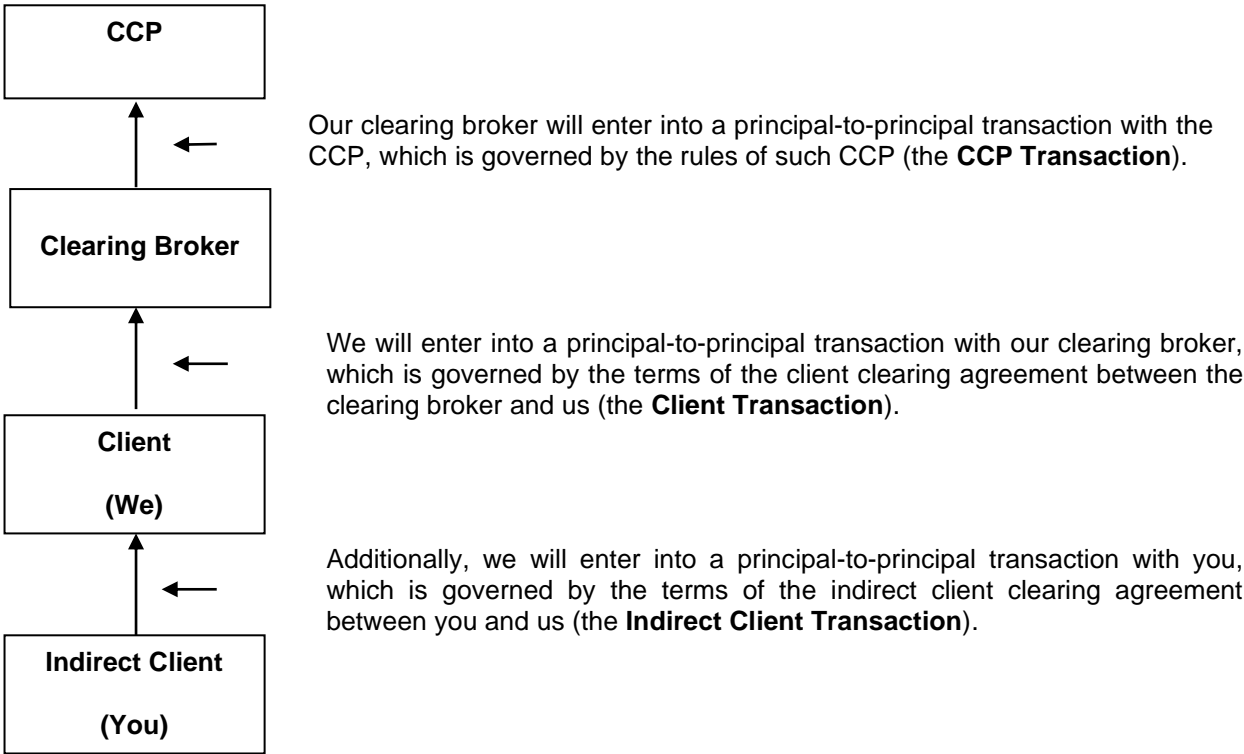 CCP
Our clearing broker will enter into a principal-to-principal transaction with the
CCP, which is governed by the rules of such CCP (the CCP Transaction).
Clearing Broker
We will enter into a principal-to-principal transaction with our clearing broker,
which is governed by the terms of the client clearing agreement between the
clearing broker and us (the Client Transaction).
Client
(We)
Additionally, we will enter into a principal-to-principal transaction with you,
which is governed by the terms of the indirect client clearing agreement
between you and us (the Indirect Client Transaction).
Indirect Client
(You)